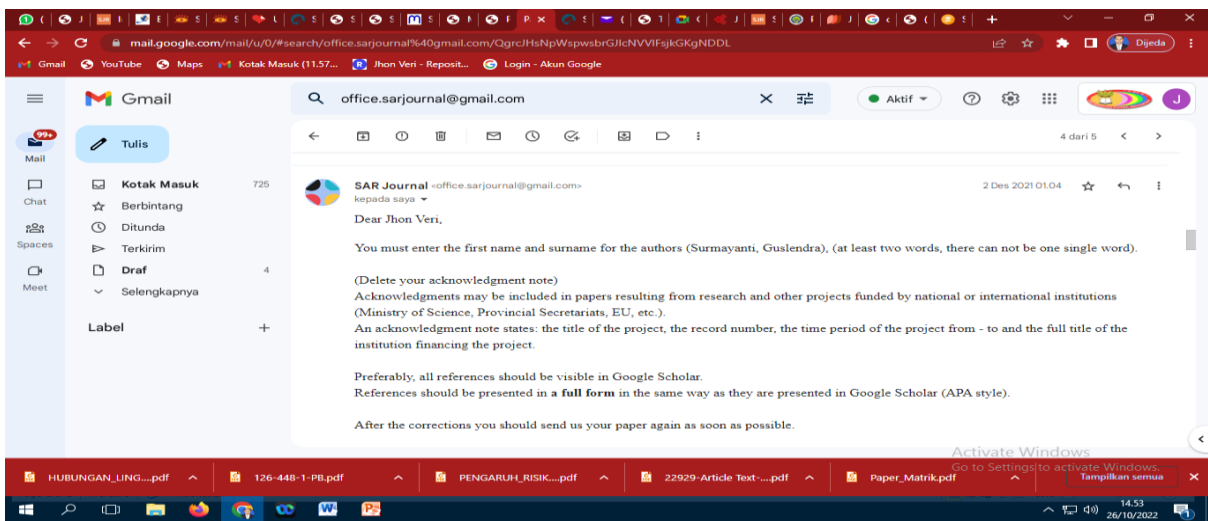 mail.google.com/mail/u/0/#search/office.sarjournal%40gmail.com/QgrcJHsNpWspwsbrGJlcNVVlFsjkGKgNDDL
Dijeda
Gmail YouTube Maps Kotak Masuk (11.57... Jhon Veri - Reposit... Login - Akun Google
Gmail
office.sarjournal@gmail.com
Aktif
J
99+
Mail
Chat
Spaces
Meet
Tulis
Kotak Masuk 725
Berbintang
Ditunda
Terkirim
Draf 4
Selengkapnya
Label
4 dari 5
SAR Journal <office.sarjournal@gmail.com> 2 Des 2021 01.04
kepada saya
Dear Jhon Veri,
You must enter the first name and surname for the authors (Surmayanti, Guslendra), (at least two words, there can not be one single word).
(Delete your acknowledgment note)
Acknowledgments may be included in papers resulting from research and other projects funded by national or international institutions
(Ministry of Science, Provincial Secretariats, EU, etc.).
An acknowledgment note states: the title of the project, the record number, the time period of the project from - to and the full title of the
institution financing the project.
Preferably, all references should be visible in Google Scholar.
References should be presented in a full form in the same way as they are presented in Google Scholar (APA style).
After the corrections you should send us your paper again as soon as possible.
Activate Windows
Go to Settings to activate Windows.
HUBUNGAN_LING....pdf 126-448-1-PB.pdf PENGARUH_RISIK....pdf 22929-Article Text-....pdf Paper_Matrik.pdf Tampilkan semua
14.53
26/10/2022